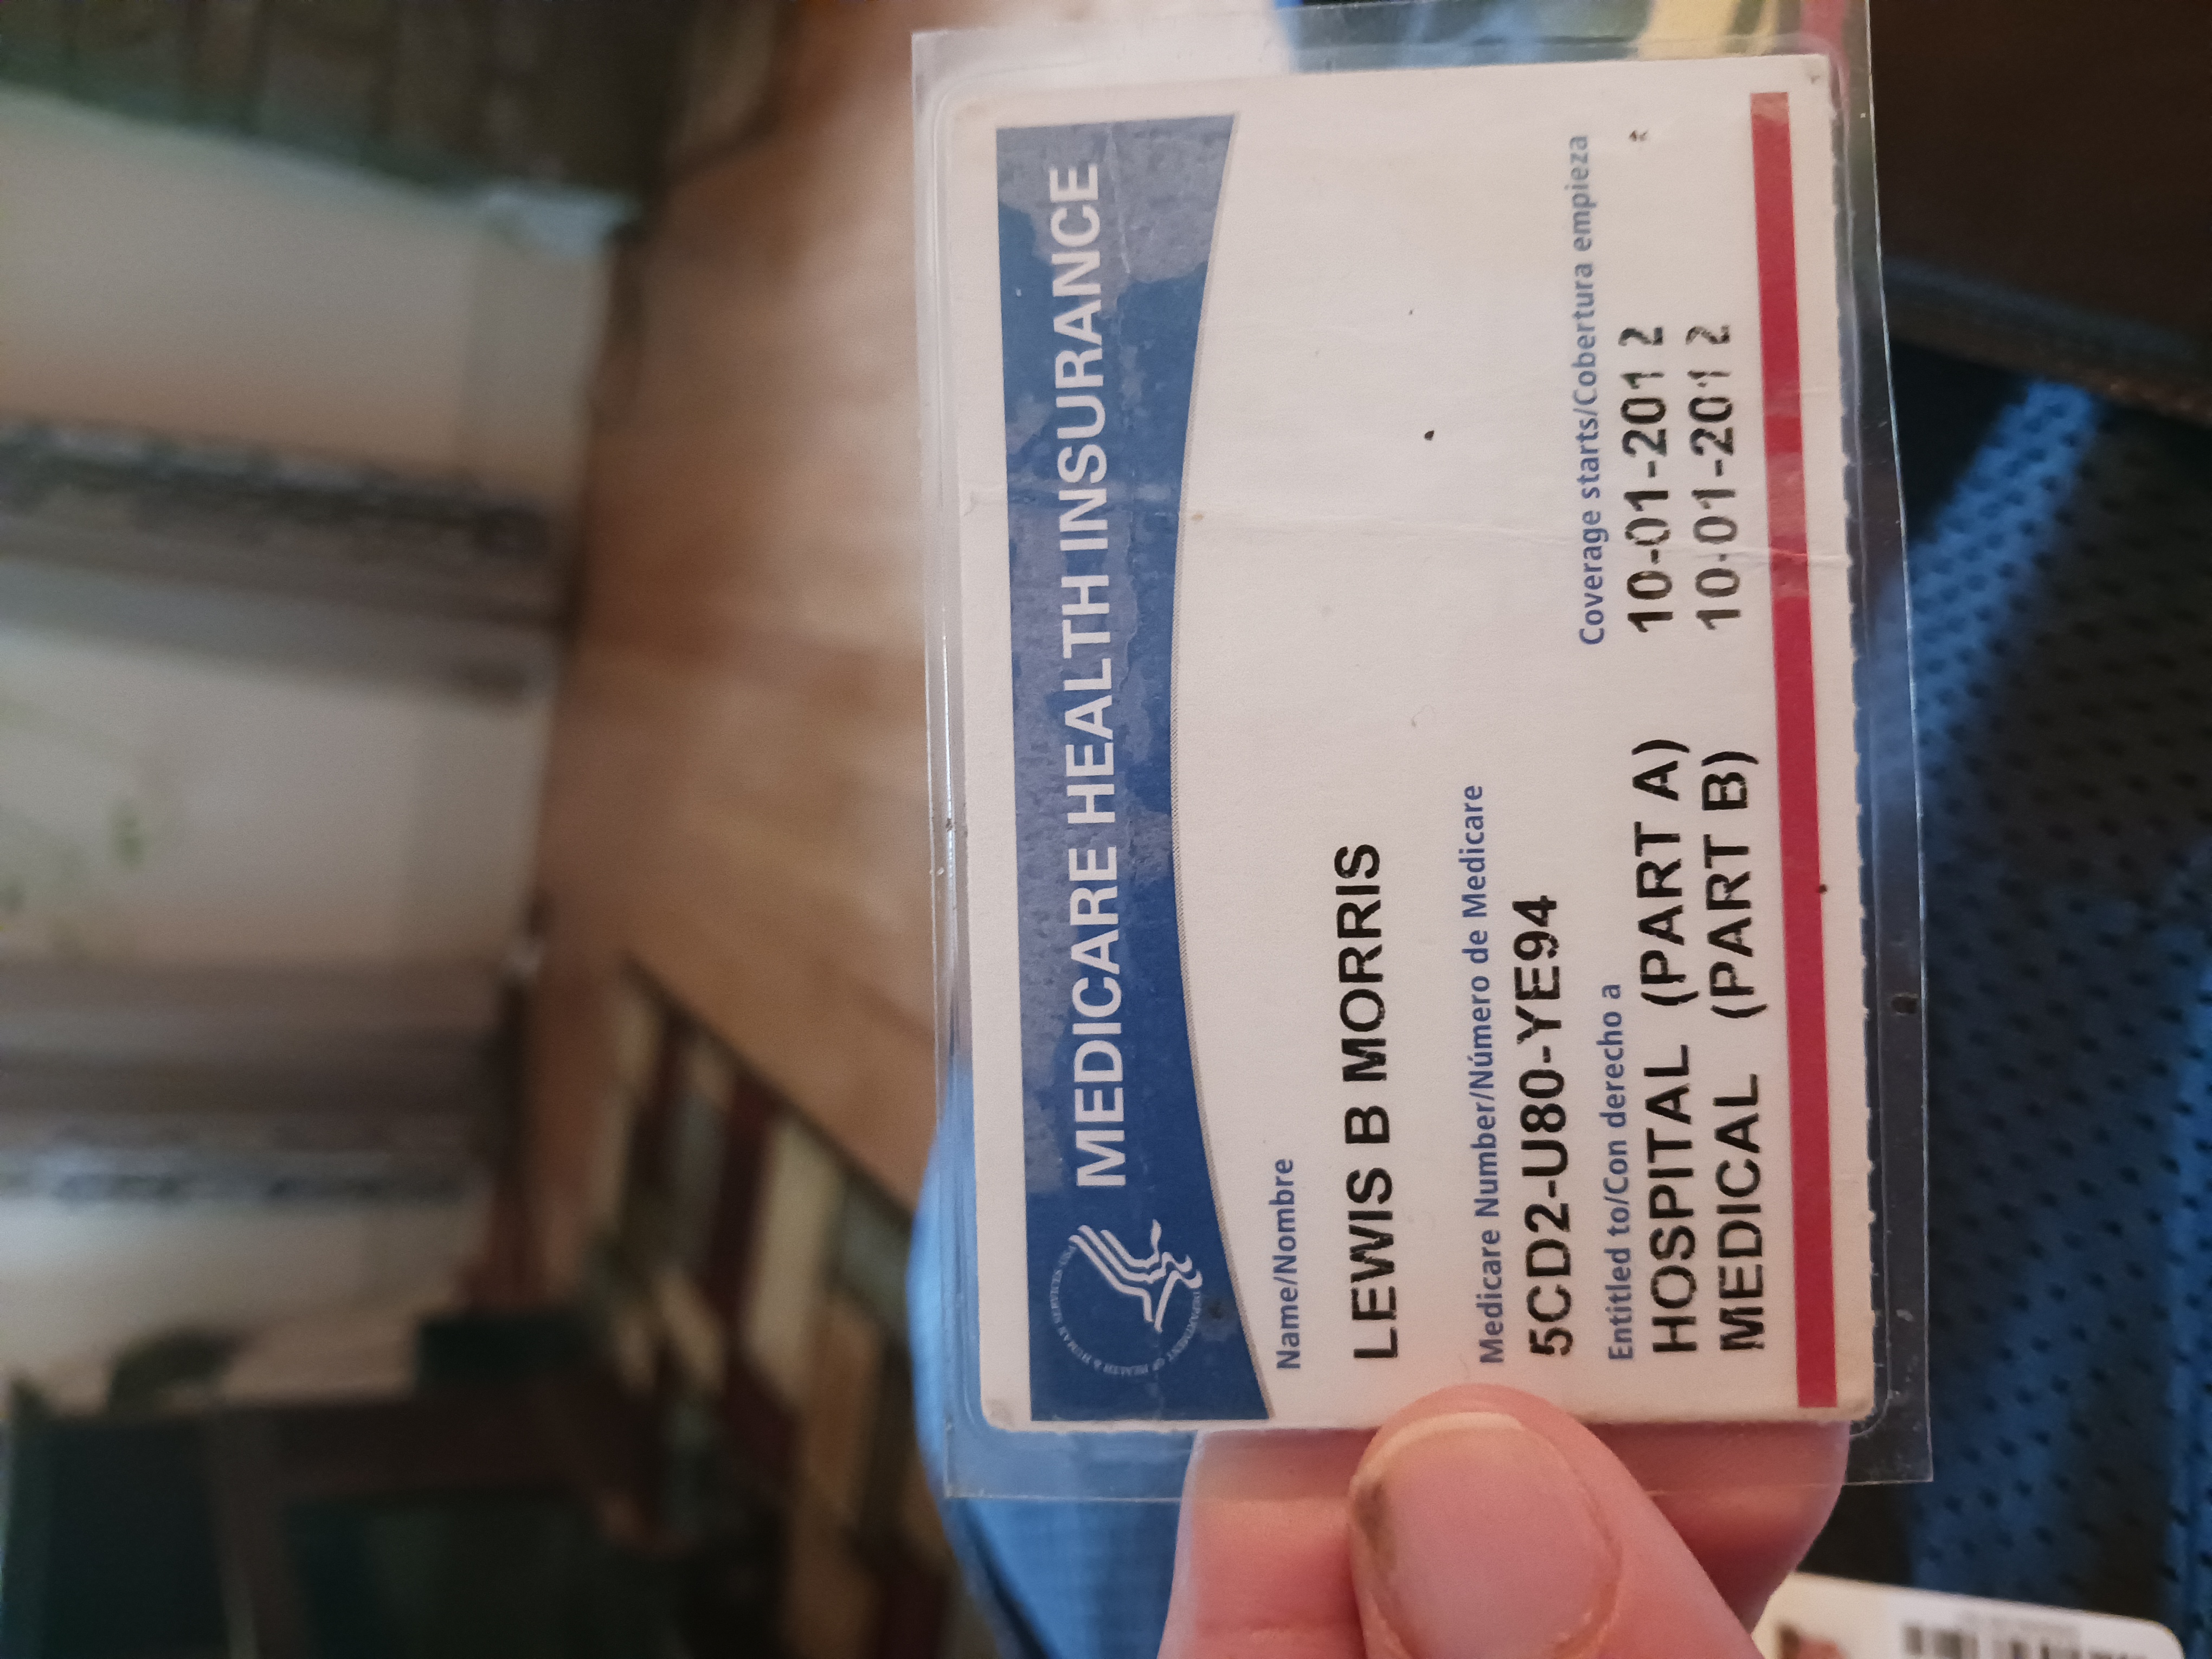 MEDICARE HEALTH INSURANCE
Name/Nombre
LEWIS B MORRIS
Medicare Number/Número de Medicare
5CD2-U80-YE94
Entitled to/Con derecho a Coverage starts/Cobertura empieza
HOSPITAL (PART A) 10-01-2012
MEDICAL (PART B) 10-01-2012